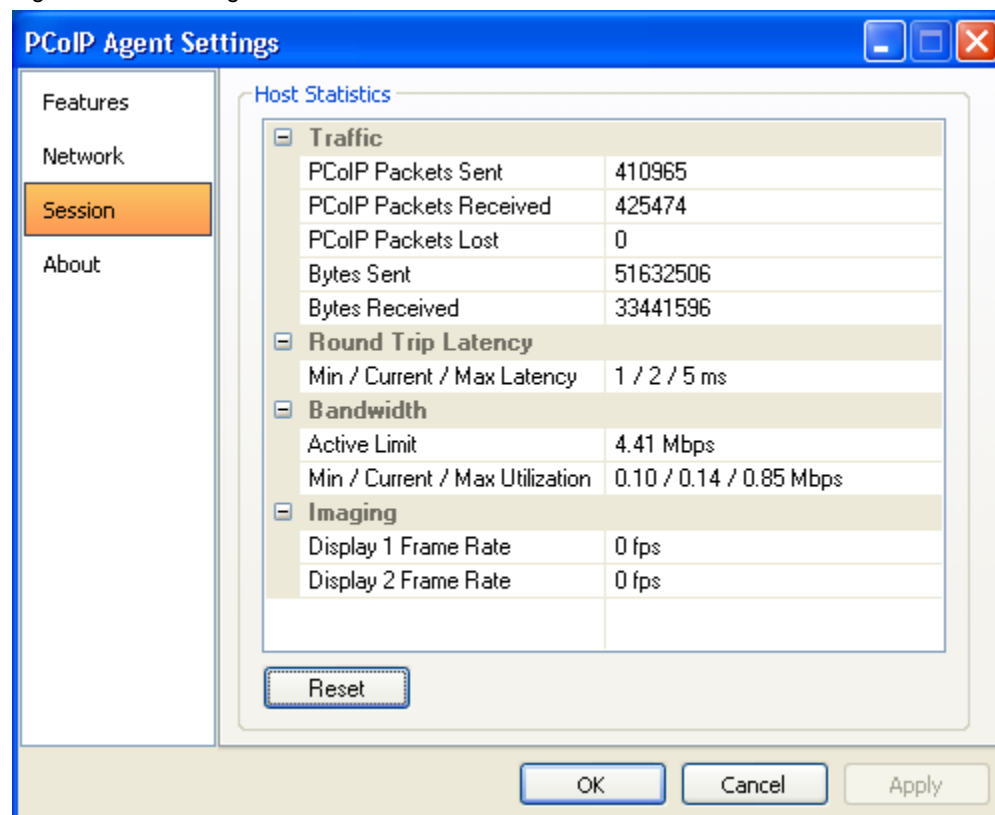 PCoIP Agent Settings
Features
Network
Session
About
Host Statistics
Traffic
PCoIP Packets Sent 410965
PCoIP Packets Received 425474
PCoIP Packets Lost 0
Bytes Sent 51632506
Bytes Received 33441596
Round Trip Latency
Min / Current / Max Latency 1 / 2 / 5 ms
Bandwidth
Active Limit 4.41 Mbps
Min / Current / Max Utilization 0.10 / 0.14 / 0.85 Mbps
Imaging
Display 1 Frame Rate 0 fps
Display 2 Frame Rate 0 fps
Reset
OK Cancel Apply